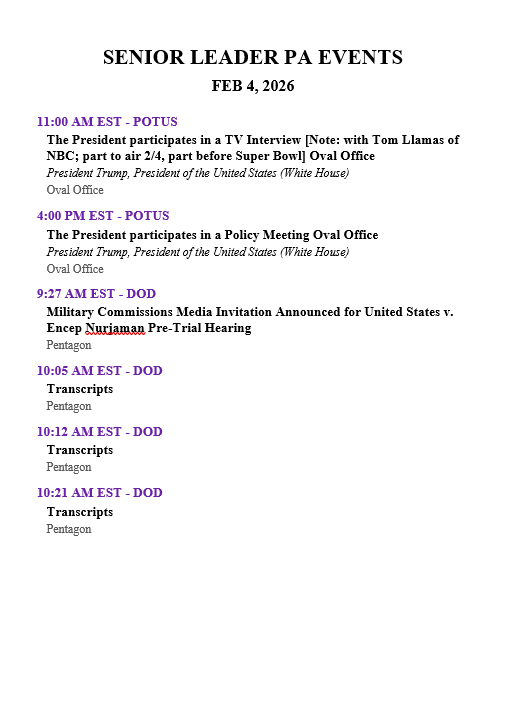 SENIOR LEADER PA EVENTS
FEB 4, 2026
11:00 AM EST - POTUS
The President participates in a TV Interview [Note: with Tom Llamas of
NBC; part to air 2/4, part before Super Bowl] Oval Office
President Trump, President of the United States (White House)
Oval Office
4:00 PM EST - POTUS
The President participates in a Policy Meeting Oval Office
President Trump, President of the United States (White House)
Oval Office
9:27 AM EST - DOD
Military Commissions Media Invitation Announced for United States v.
Encep Nurjaman Pre-Trial Hearing
Pentagon
10:05 AM EST - DOD
Transcripts
Pentagon
10:12 AM EST - DOD
Transcripts
Pentagon
10:21 AM EST - DOD
Transcripts
Pentagon